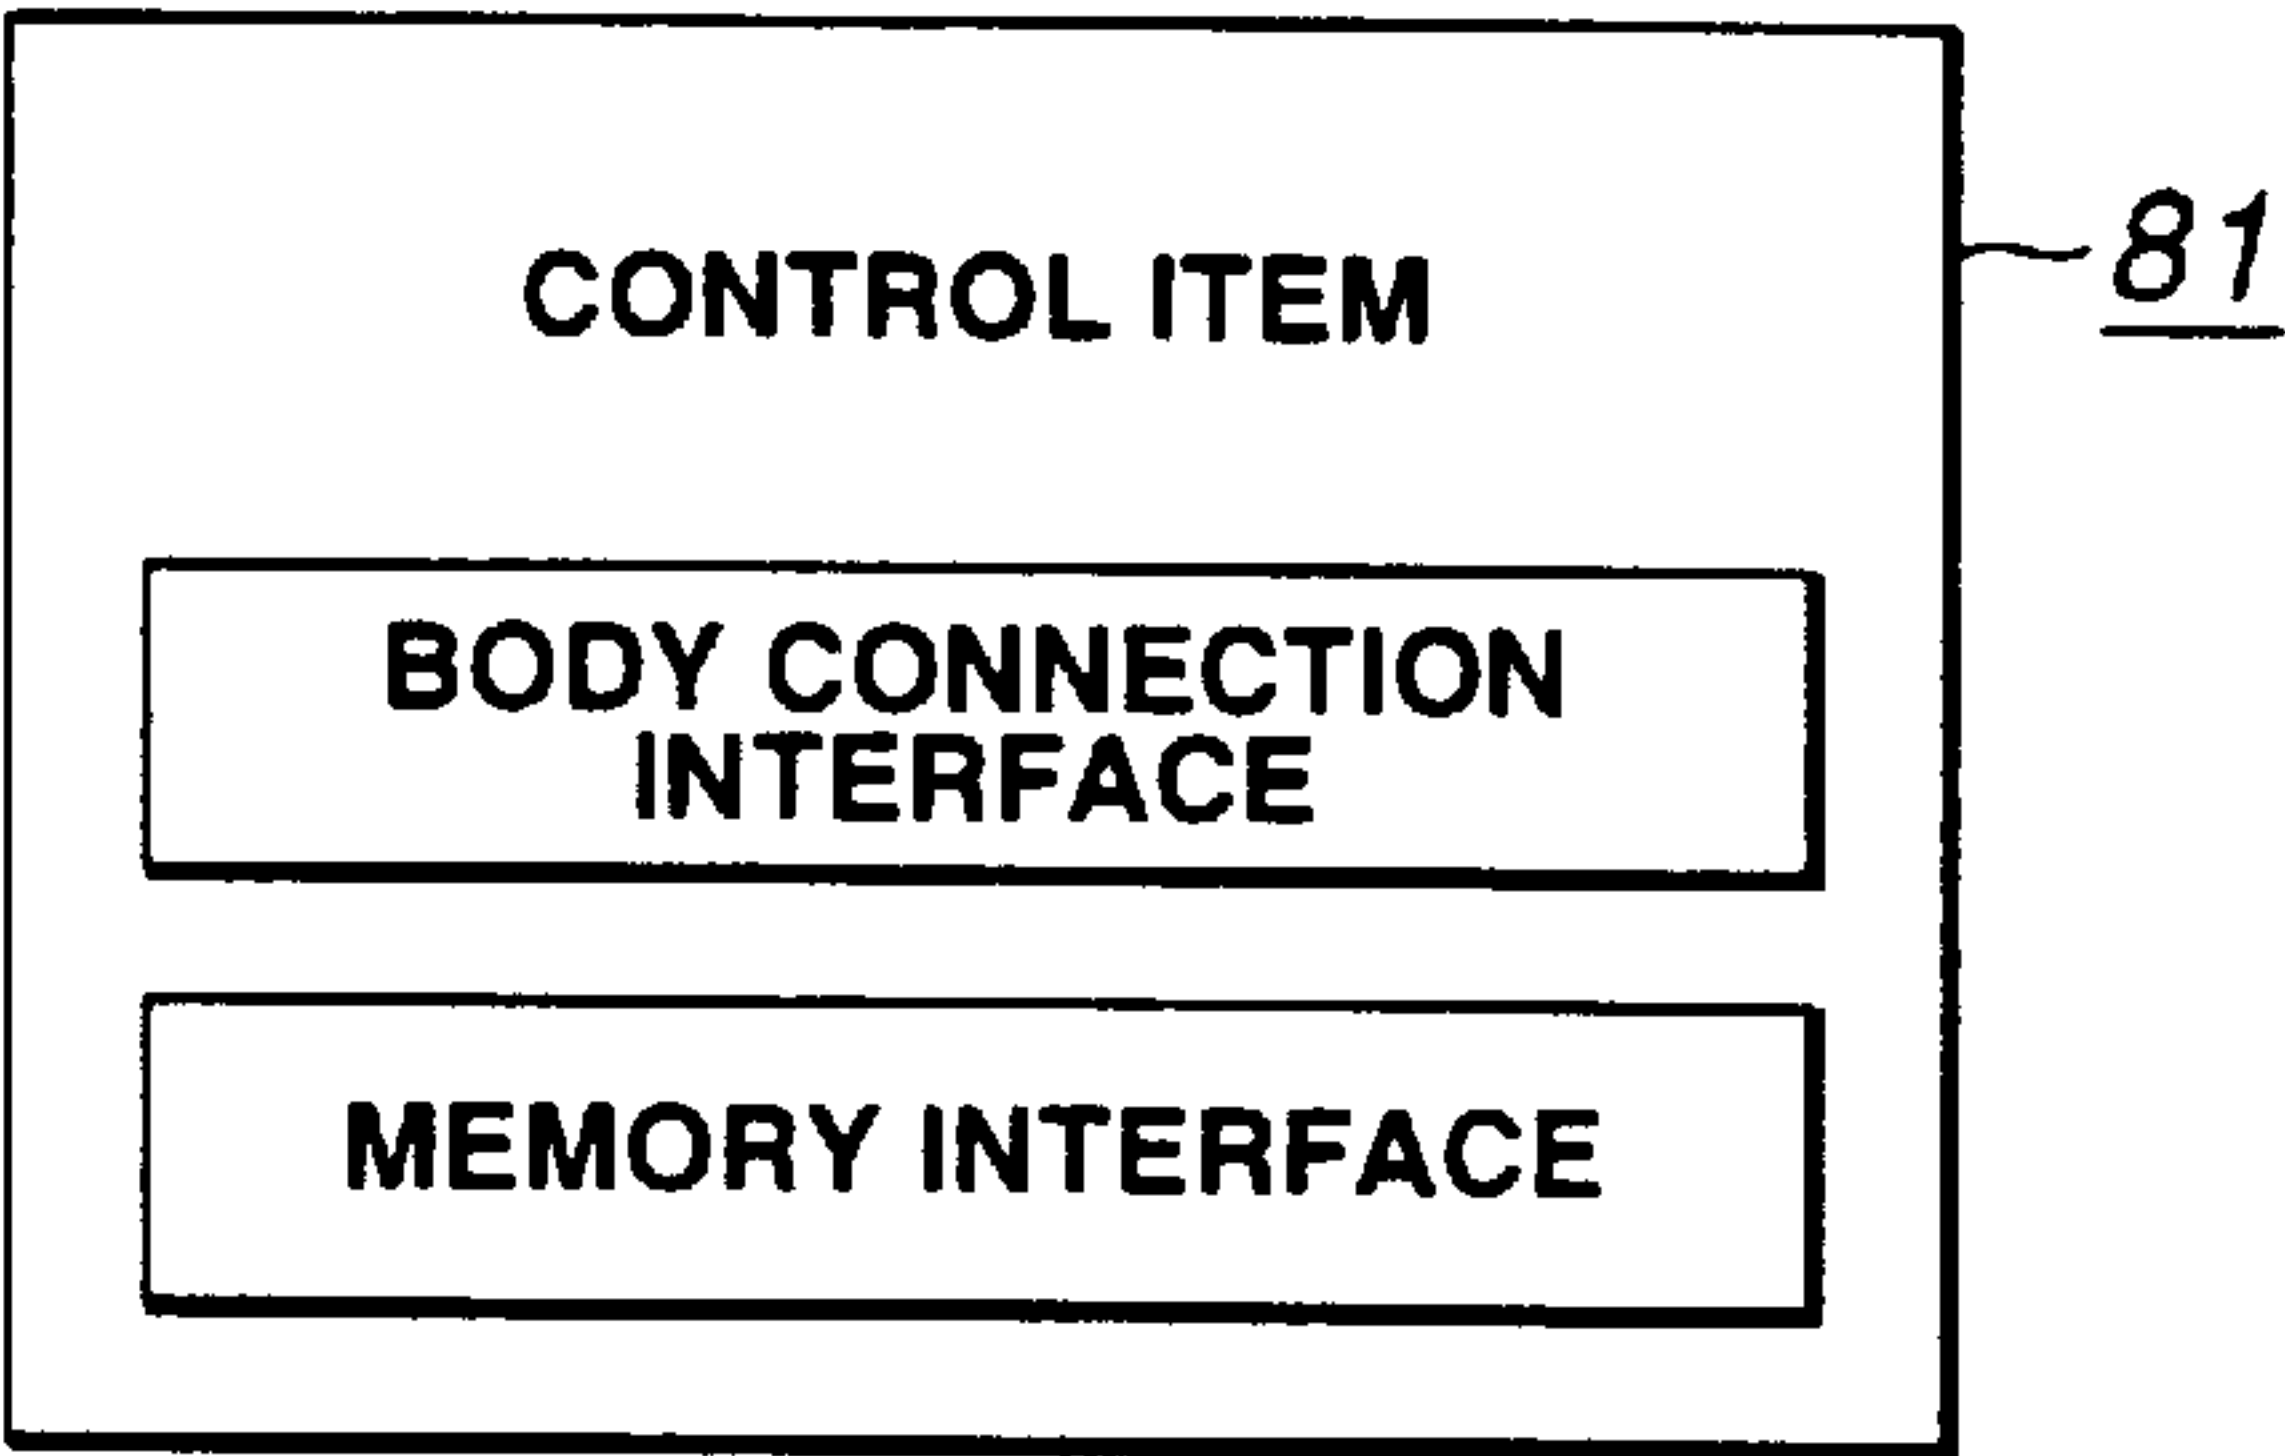 CONTROL ITEM
81
BODY CONNECTION
INTERFACE
MEMORY INTERFACE